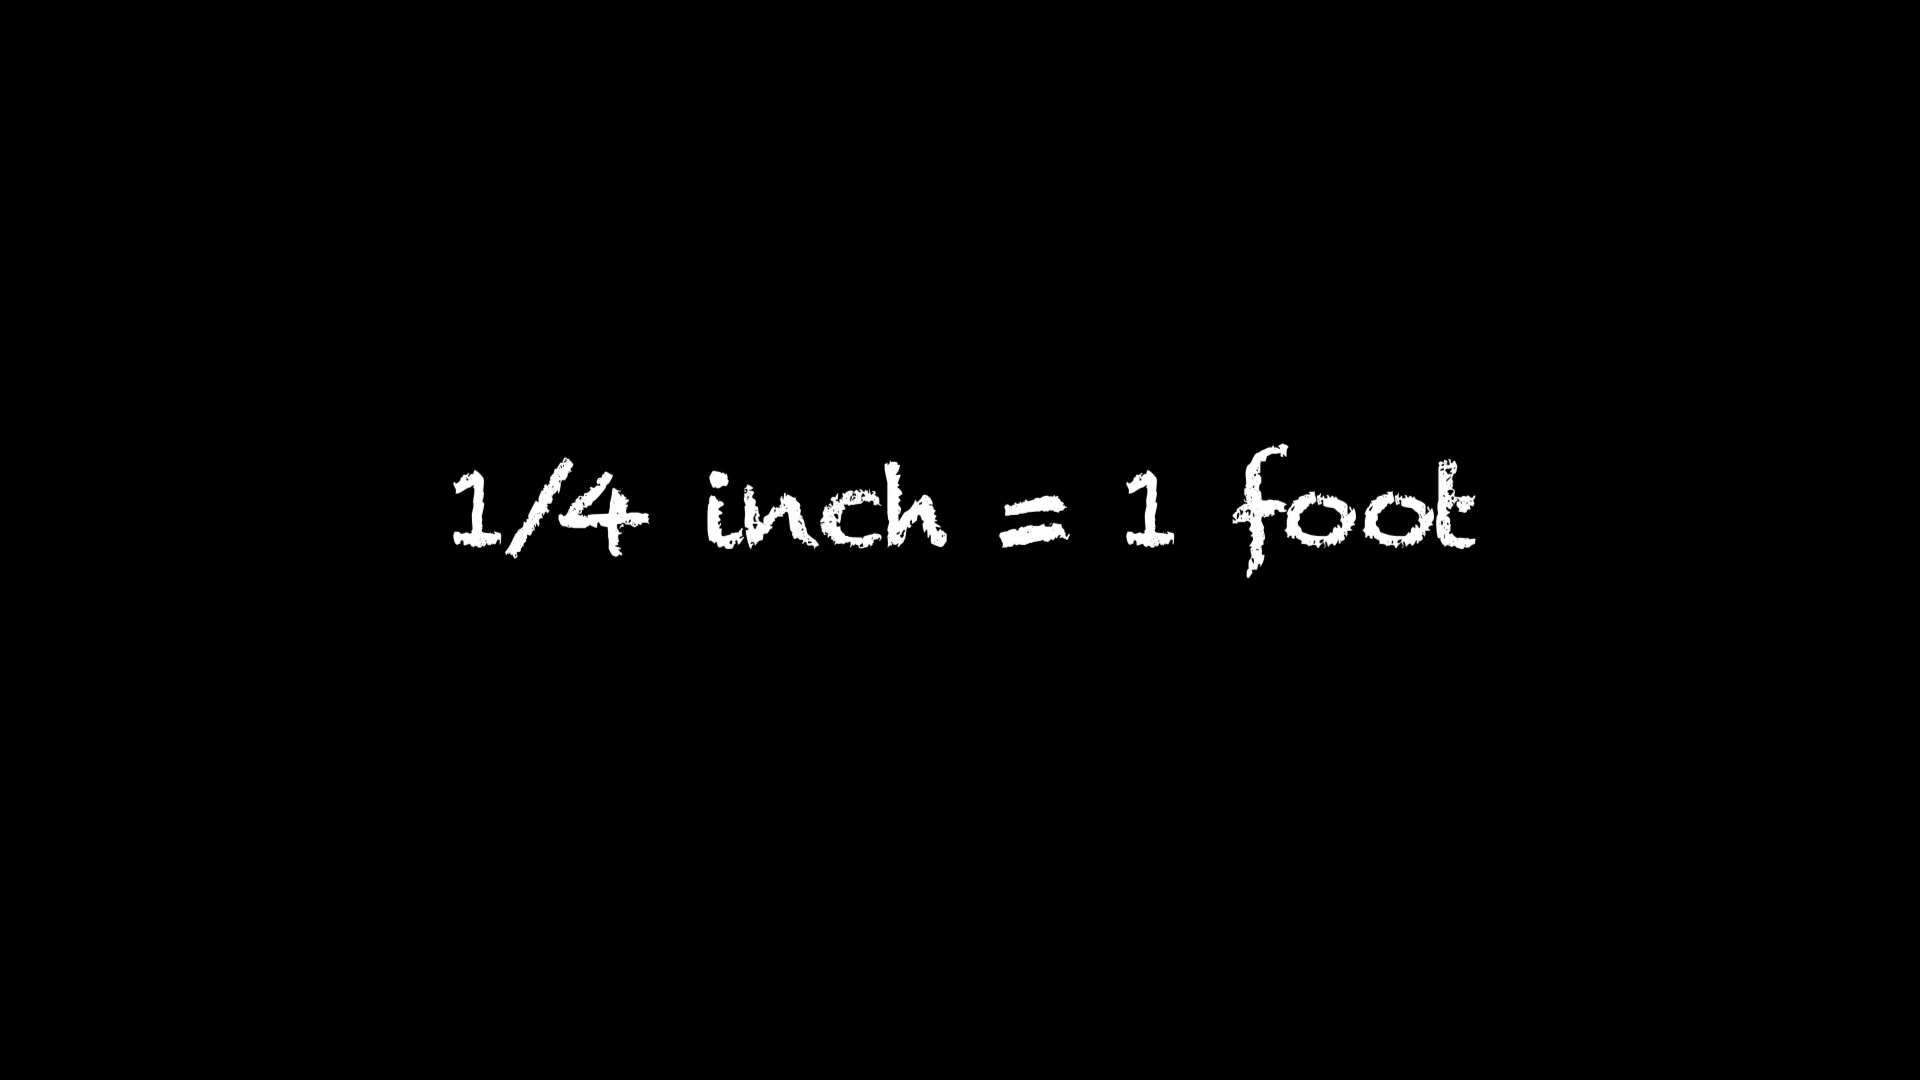 1/4 inch = 1 foot